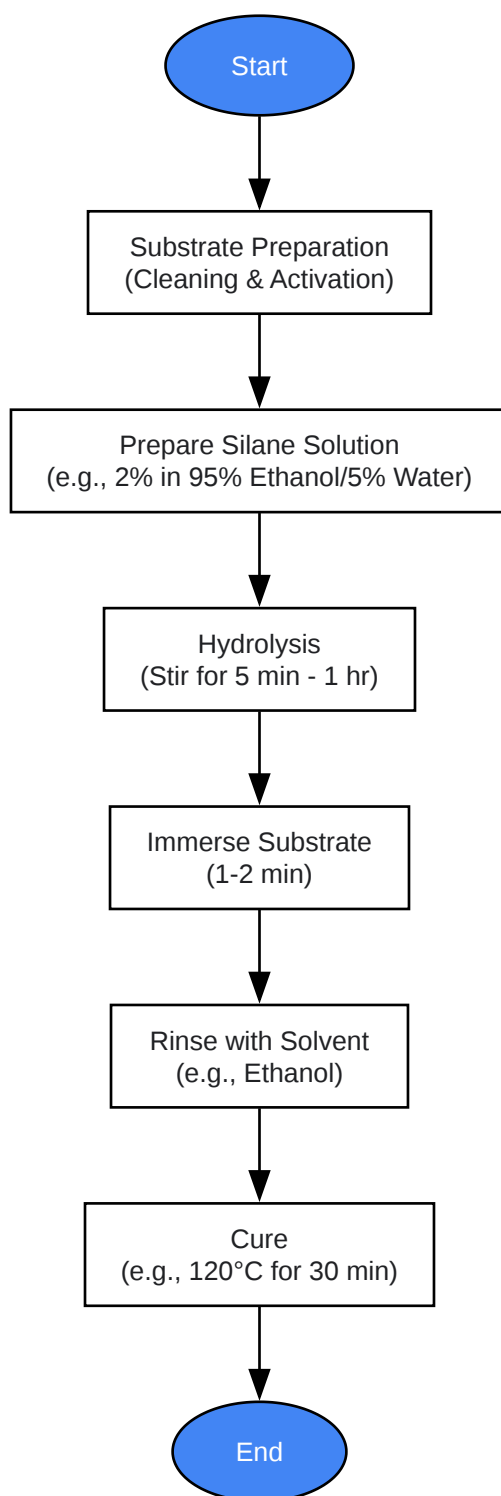 Start
Substrate Preparation
(Cleaning & Activation)
Prepare Silane Solution
(e.g., 2% in 95% Ethanol/5% Water)
Hydrolysis
(Stir for 5 min - 1 hr)
Immerse Substrate
(1-2 min)
Rinse with Solvent
(e.g., Ethanol)
Cure
(e.g., 120°C for 30 min)
End